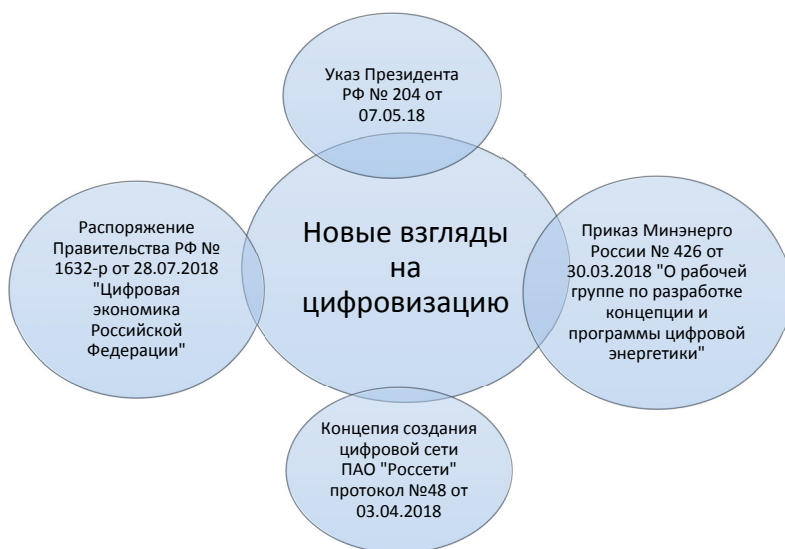 Указ Президента
РФ № 204 от
07.05.18
Распоряжение
Правительства РФ №
1632-р от 28.07.2018
"Цифровая
экономика
Российской
Федерации"
Новые взгляды
на
цифровизацию
Приказ Минэнерго
России № 426 от
30.03.2018 "О рабочей
группе по разработке
концепции и
программы цифровой
энергетики"
Концепия создания
цифровой сети
ПАО "Россети"
протокол №48 от
03.04.2018